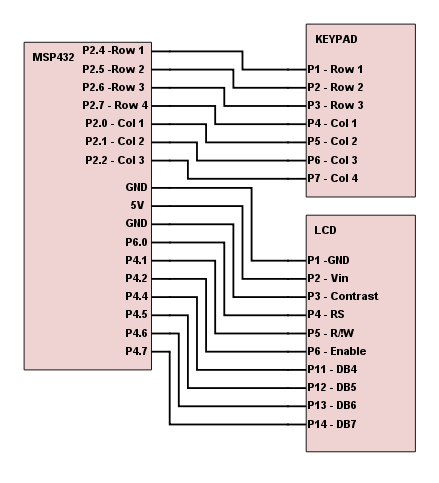 MSP432
P2.4 -Row 1
P2.5 -Row 2
P2.6 - Row 3
P2.7 - Row 4
P2.0 - Col 1
P2.1 - Col 2
P2.2 - Col 3
GND
5V
GND
P6.0
P4.1
P4.2
P4.4
P4.5
P4.6
P4.7
KEYPAD
P1 - Row 1
P2 - Row 2
P3 - Row 3
P4 - Col 1
P5 - Col 2
P6 - Col 3
P7 - Col 4
LCD
P1 -GND
P2 - Vin
P3 - Contrast
P4 - RS
P5 - R/!W
P6 - Enable
P11 - DB4
P12 - DB5
P13 - DB6
P14 - DB7